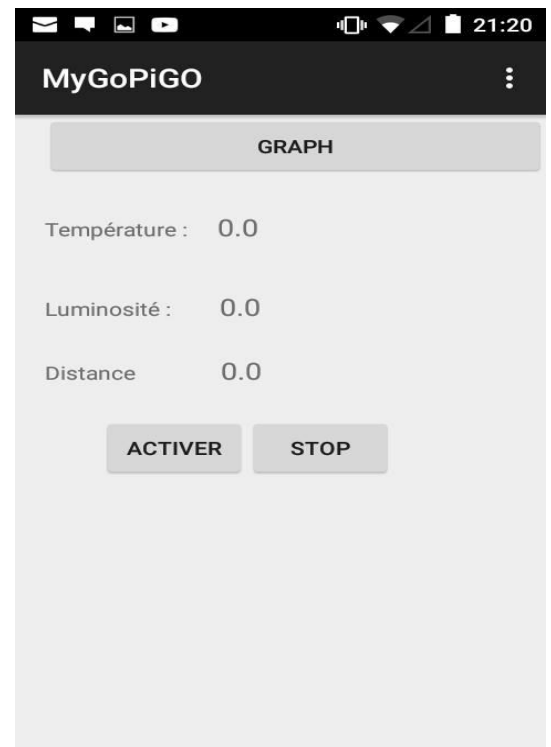 21:20
MyGoPiGO
GRAPH
Température : 0.0
Luminosité : 0.0
Distance 0.0
ACTIVER STOP